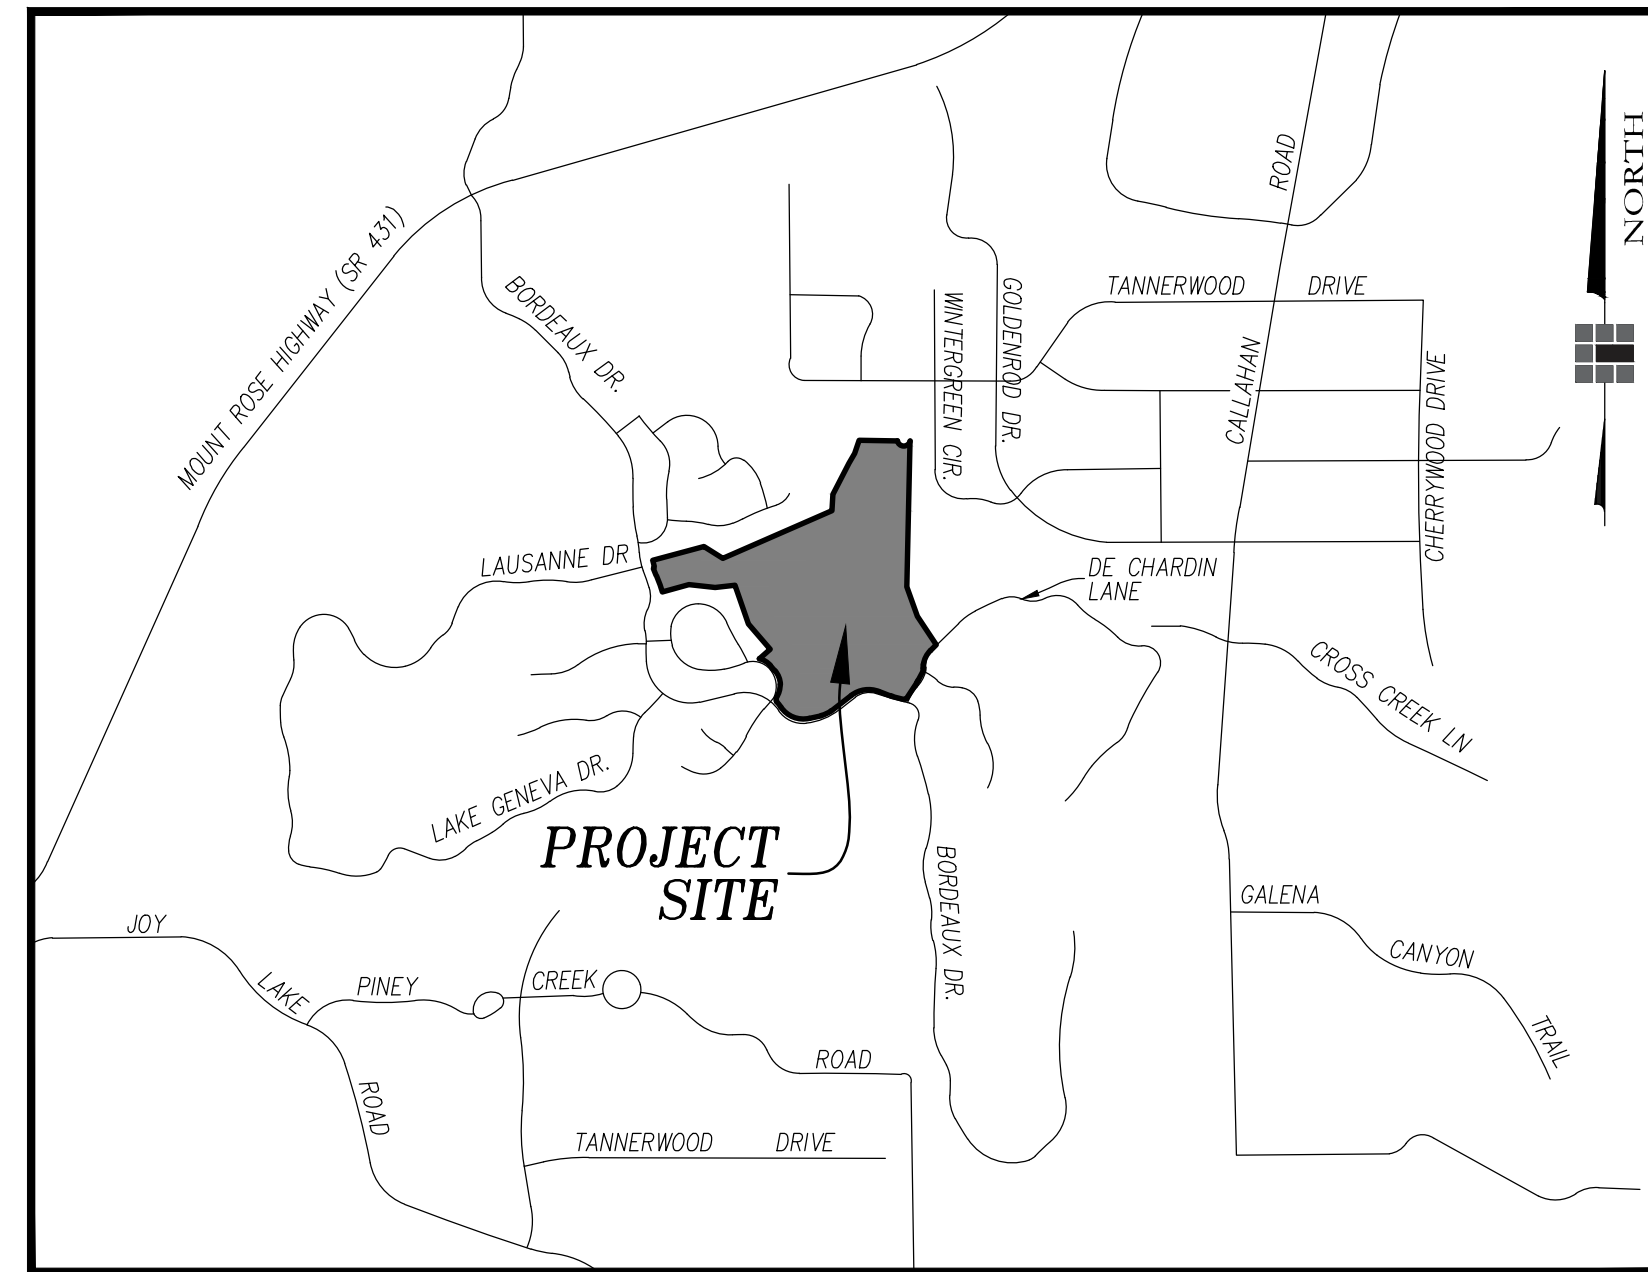 NORTH
ROAD
MOUNT ROSE HIGHWAY (SR 431)
BORDEAUX DR.
WINTERGREEN CIR.
GOLDENROD DR.
TANNERWOOD DRIVE
CALLAHAN
CHERRYWOOD DRIVE
LAUSANNE DR
DE CHARDIN
LANE
CROSS CREEK LN
LAKE GENEVA DR.
PROJECT
SITE
BORDEAUX DR.
GALENA
CANYON
TRAIL
JOY
LAKE
ROAD
PINEY
CREEK
ROAD
TANNERWOOD DRIVE